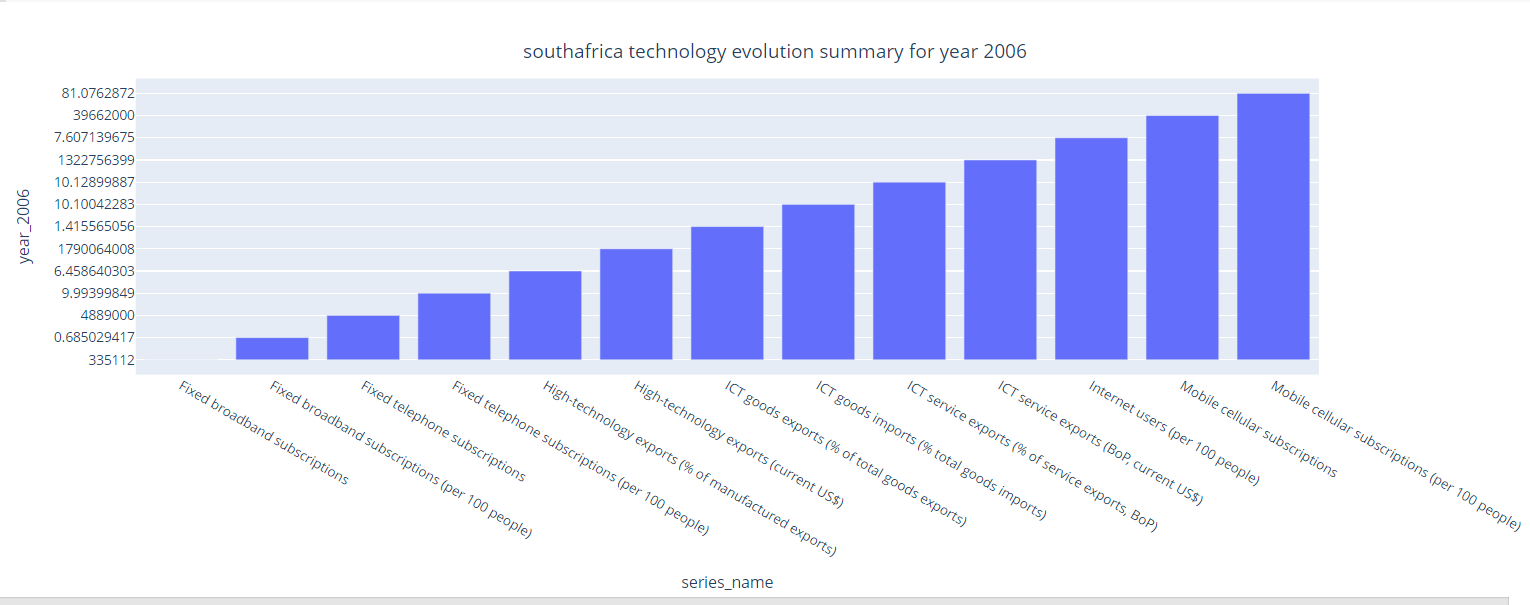 southafrica technology evolution summary for year 2006
year_2006
81.0762872
39662000
7.607139675
1322756399
10.12899887
10.10042283
1.415565056
1790064008
6.458640303
9.99399849
4889000
0.685029417
335112
Fixed broadband subscriptions
Fixed broadband subscriptions (per 100 people)
Fixed telephone subscriptions
Fixed telephone subscriptions (per 100 people)
High-technology exports (% of manufactured exports)
High-technology exports (current US$)
ICT goods exports (% of total goods exports)
ICT goods imports (% total goods imports)
ICT service exports (% of service exports, BoP)
ICT service exports (BoP, current US$)
Internet users (per 100 people)
Mobile cellular subscriptions
Mobile cellular subscriptions (per 100 people)
series_name